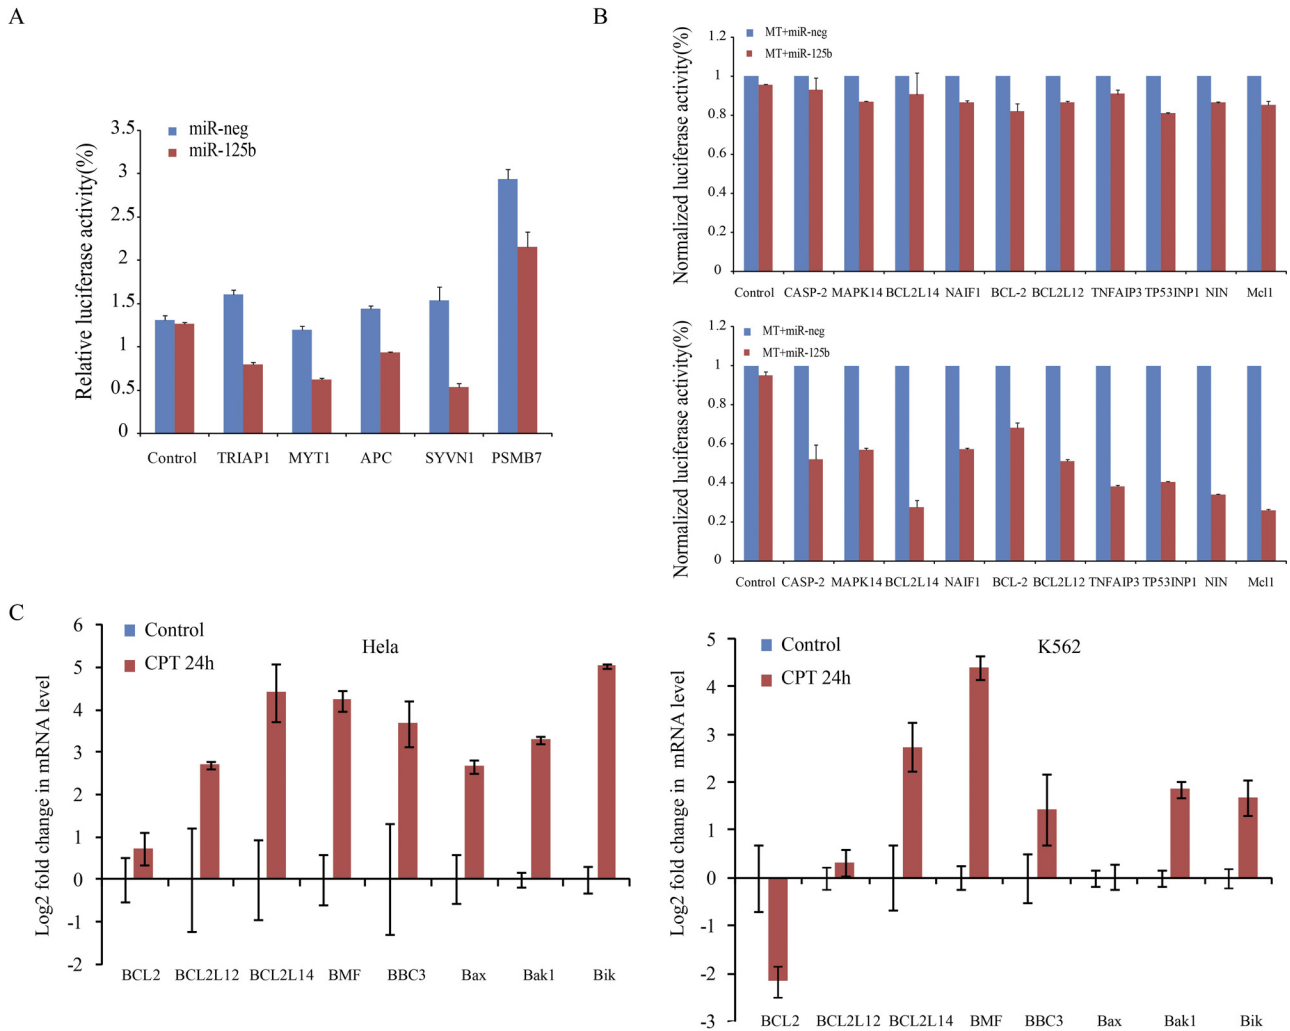 A
miR-neg
miR-125b
Relative luciferase activity(%)
3.5
3
2.5
2
1.5
1
0.5
0
Control TRIAP1 MYT1 APC SYVN1 PSMB7
B
MT+miR-neg
MT+miR-125b
Normalized luciferase activity(%)
1.2
1
0.8
0.6
0.4
0.2
0
Control CASP-2 MAPK14 BCL2L14 NAIF1 BCL-2 BCL2L12 TNFAIP3 TP53INP1 NIN Mcl1
MT+miR-neg
MT+miR-125b
Normalized luciferase activity(%)
1.2
1
0.8
0.6
0.4
0.2
0
Control CASP-2 MAPK14 BCL2L14 NAIF1 BCL-2 BCL2L12 TNFAIP3 TP53INP1 NIN Mcl1
C
Control
CPT 24h
Hela
Log2 fold change in mRNA level
6
5
4
3
2
1
0
-1
-2
BCL2 BCL2L12 BCL2L14 BMF BBC3 Bax Bak1 Bik
Control
CPT 24h
K562
Log2 fold change in mRNA level
5
4
3
2
1
0
-1
-2
-3
BCL2 BCL2L12 BCL2L14 BMF BBC3 Bax Bak1 Bik